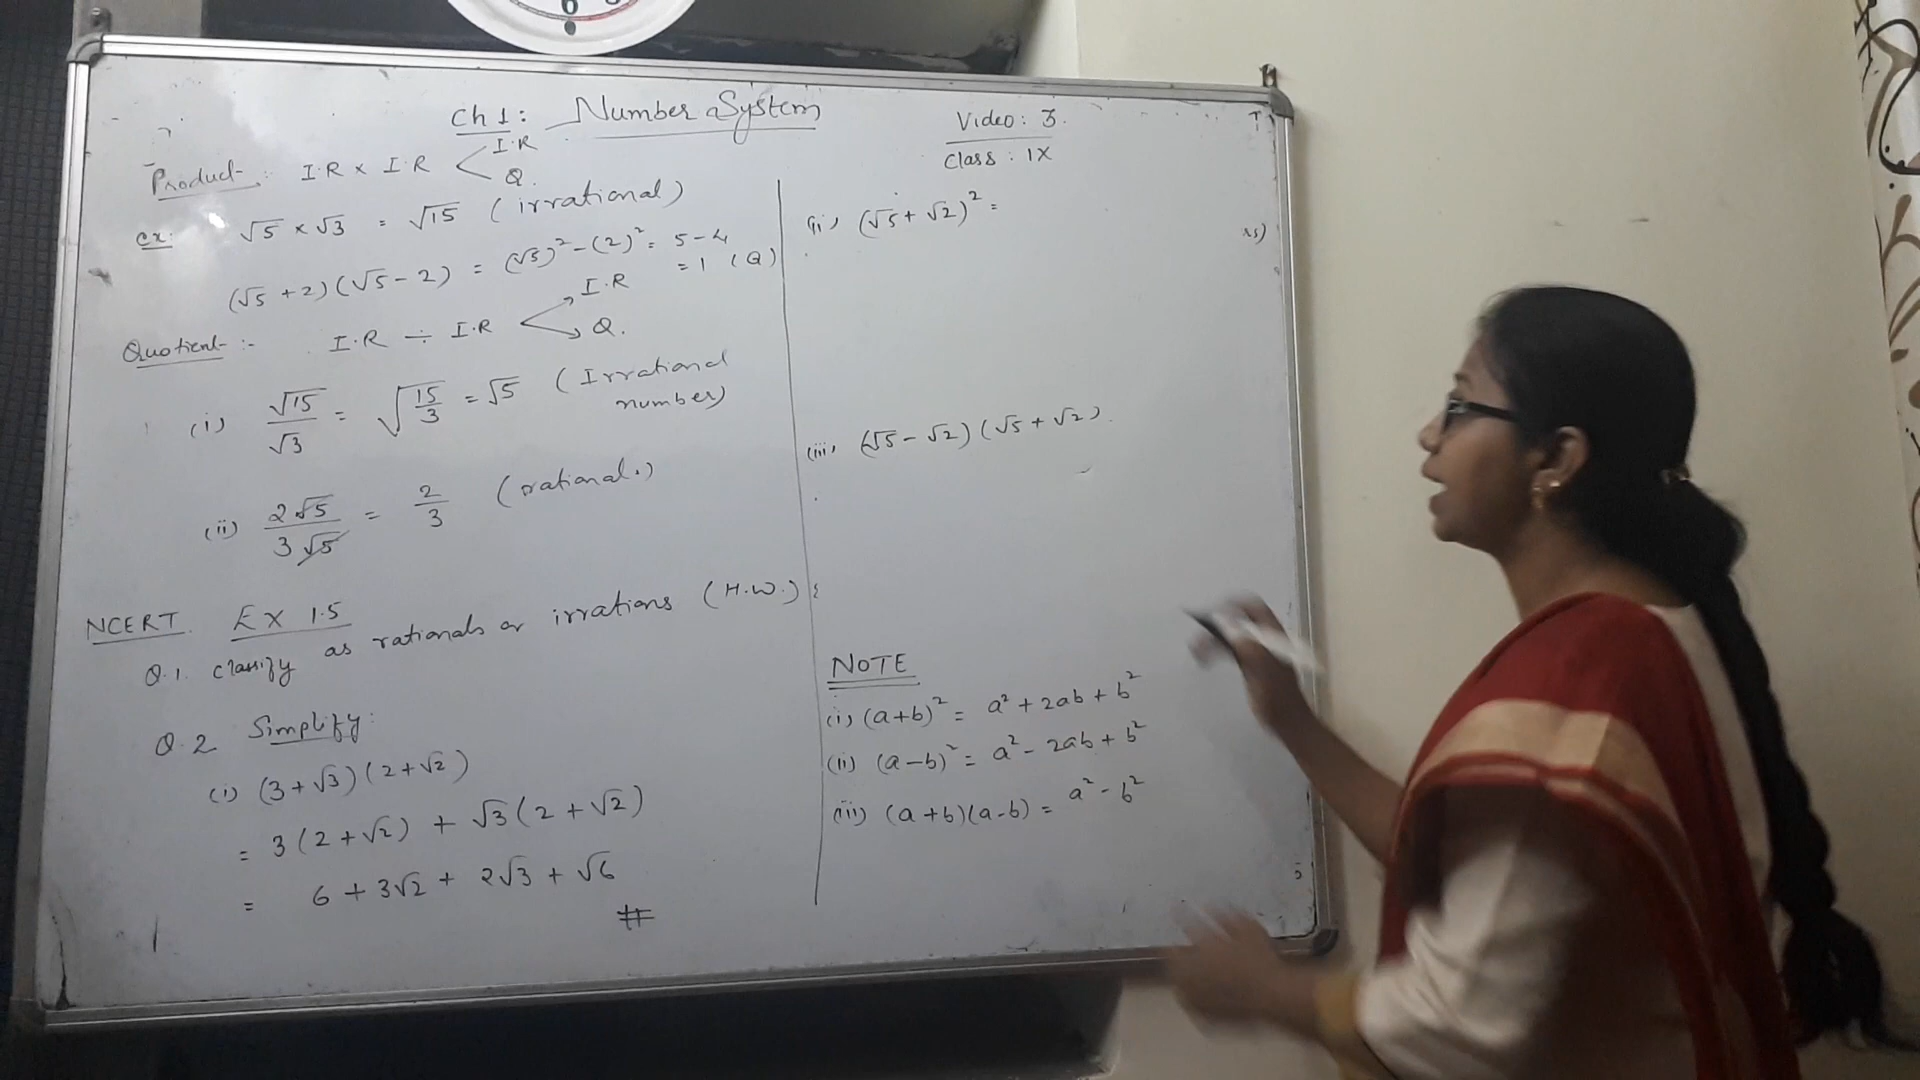 Ch 1: Number System
Video: 3.
Class: IX
Product:- I.R x I.R < I.R
Q.
ex: √5 x √3 = √15 (irrational)
(√5 + 2)(√5 - 2) = (√5)² - (2)² = 5 - 4
= 1 (Q)
Quotient :- I.R ÷ I.R < I.R
Q.
(i) √15/√3 = √(15/3) = √5 (Irrational
number)
(ii) 2√5/3√5 = 2/3 (rational.)
NCERT. EX 1.5
Q.1. classify as rationals or irrations (H.W.)
Q.2 Simplify:
(i) (3+√3)(2+√2)
= 3(2+√2) + √3(2+√2)
= 6 + 3√2 + 2√3 + √6
#
(ii) (√5 + √2)² =
(iii) (√5 - √2)(√5 + √2).
NOTE
(i) (a+b)² = a² + 2ab + b²
(ii) (a-b)² = a² - 2ab + b²
(iii) (a+b)(a-b) = a² - b²
6